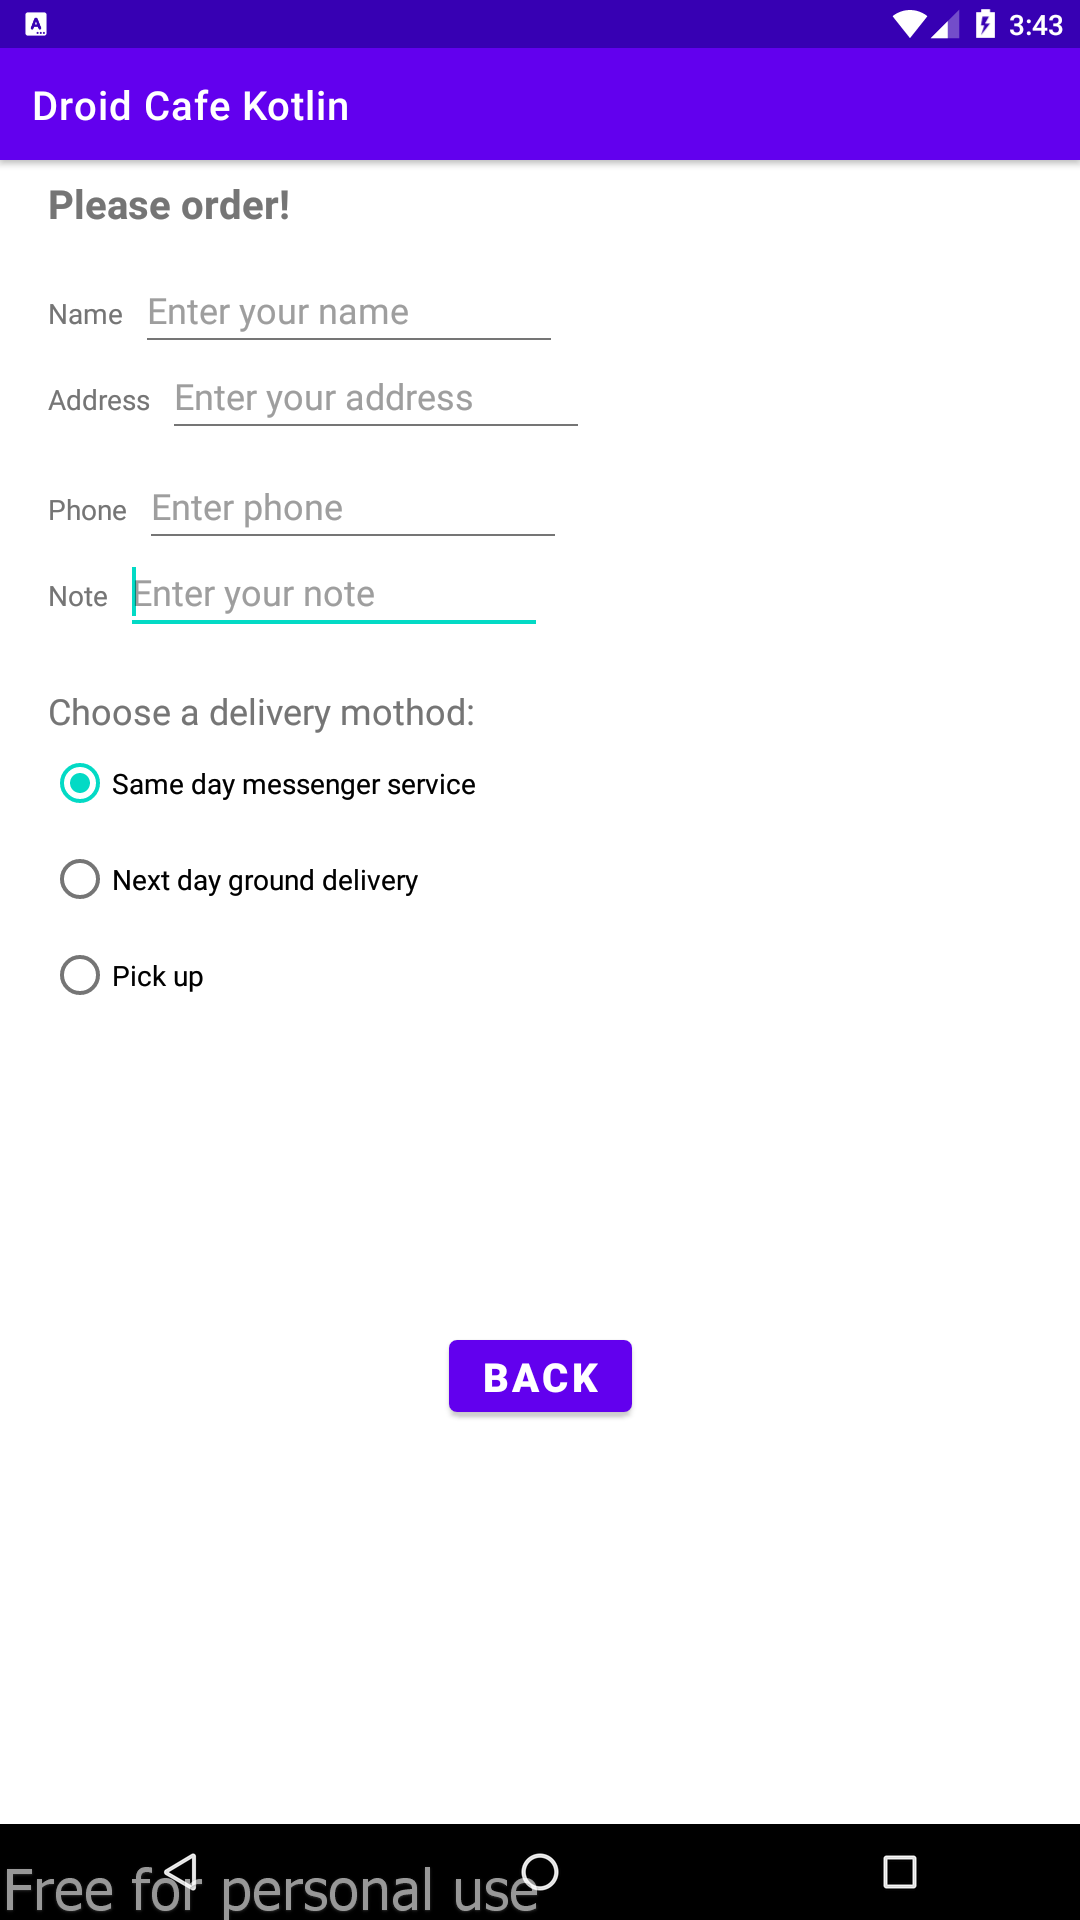 3:43
Droid Cafe Kotlin
Please order!
Name Enter your name
Address Enter your address
Phone Enter phone
Note Enter your note
Choose a delivery mothod:
Same day messenger service
Next day ground delivery
Pick up
BACK
Free for personal use